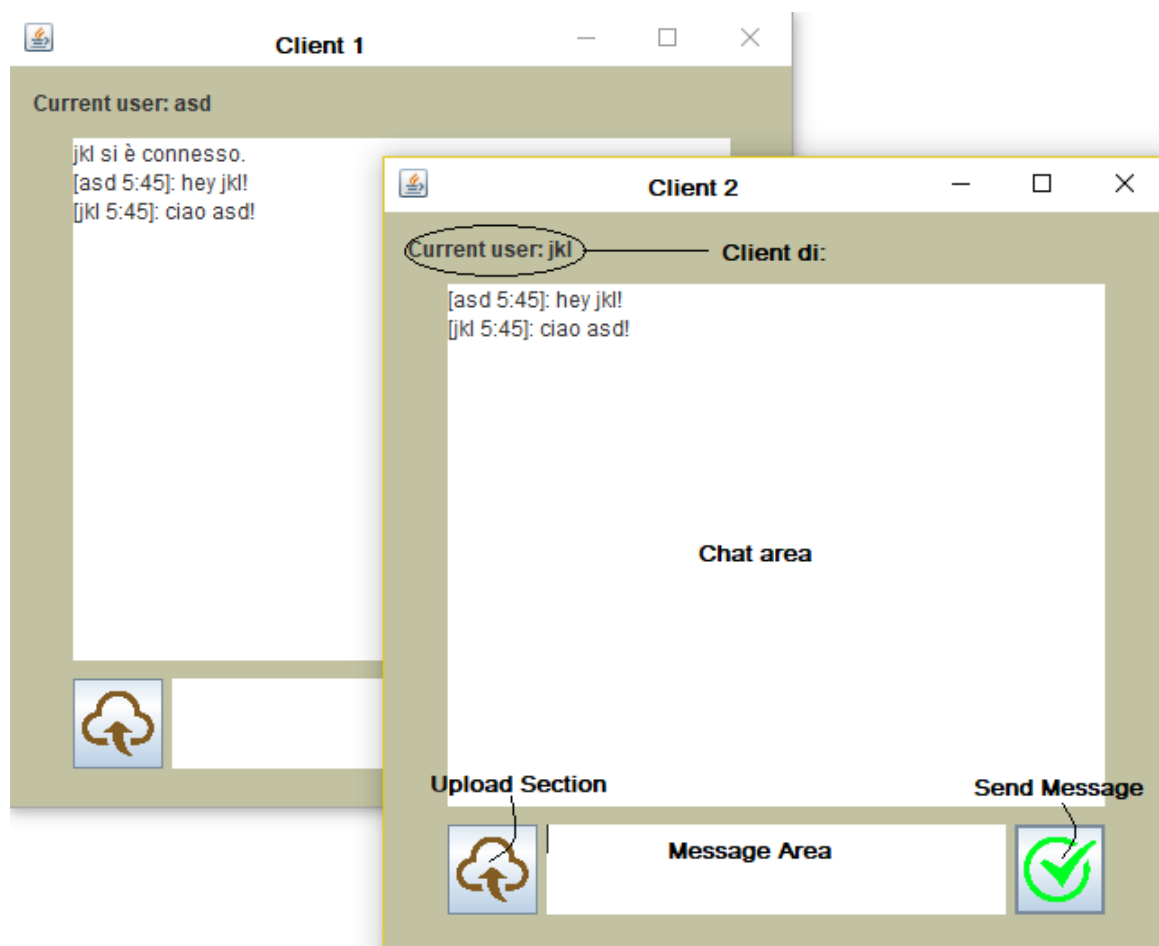 Client 1
Current user: asd
jkl si è connesso.
[asd 5:45]: hey jkl!
[jkl 5:45]: ciao asd!
Client 2
Current user: jkl
Client di:
[asd 5:45]: hey jkl!
[jkl 5:45]: ciao asd!
Chat area
Upload Section
Send Message
Message Area